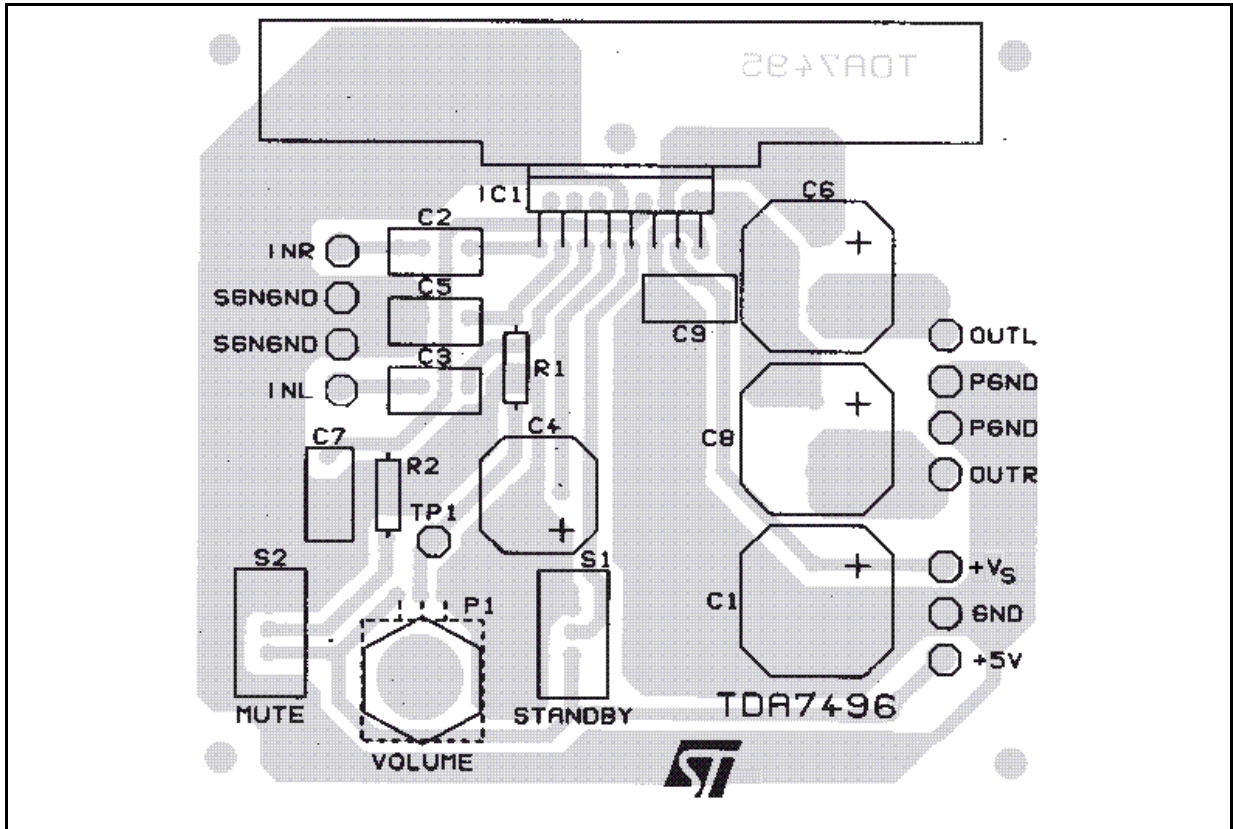 TDA7495
IC1
C6
C2
INR
C5
SGNGND
SGNGND
C9
OUTL
C3
R1
INL
PGND
C4
C7
C8
PGND
R2
OUTR
TP1
S2
S1
+VS
P1
C1
GND
+5V
MUTE
STANDBY
TDA7496
VOLUME
ST